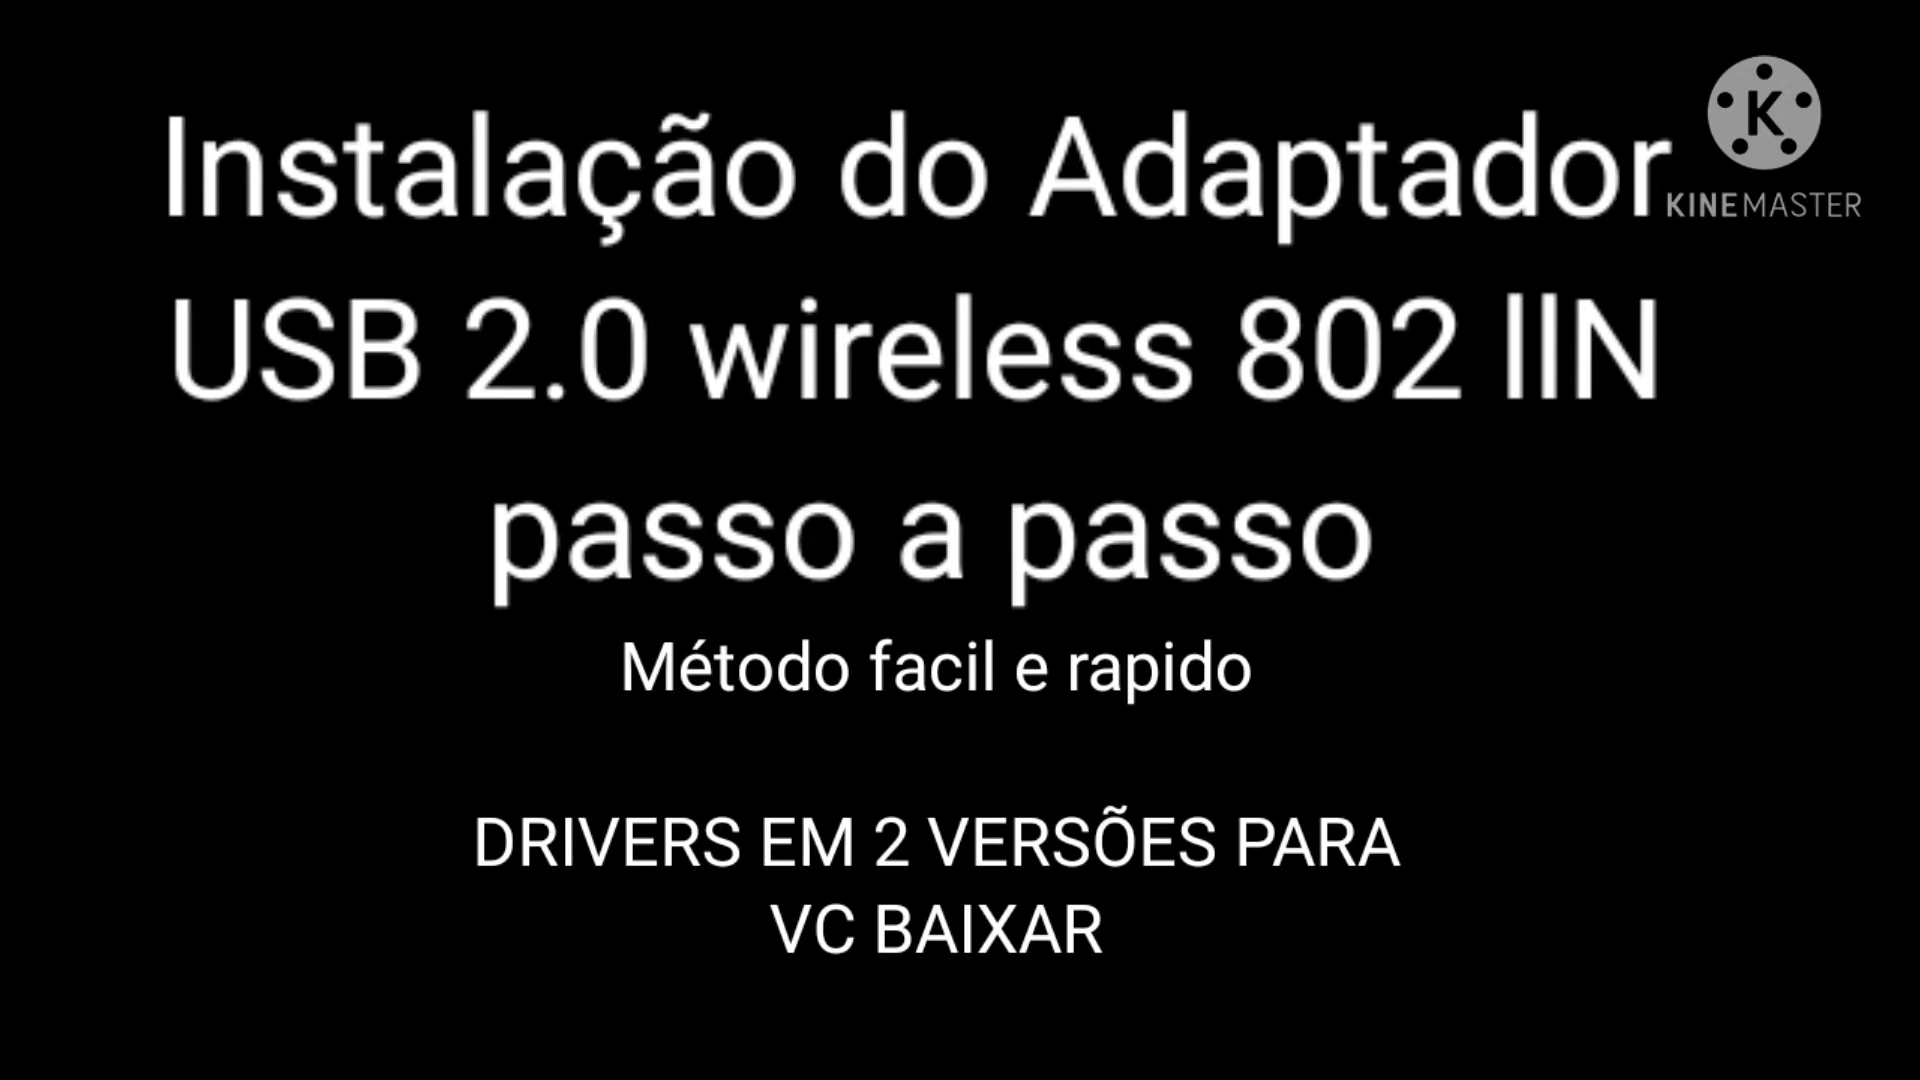 Instalação do Adaptador
USB 2.0 wireless 802 llN
passo a passo
Método facil e rapido
DRIVERS EM 2 VERSÕES PARA
VC BAIXAR
K
KINEMASTER